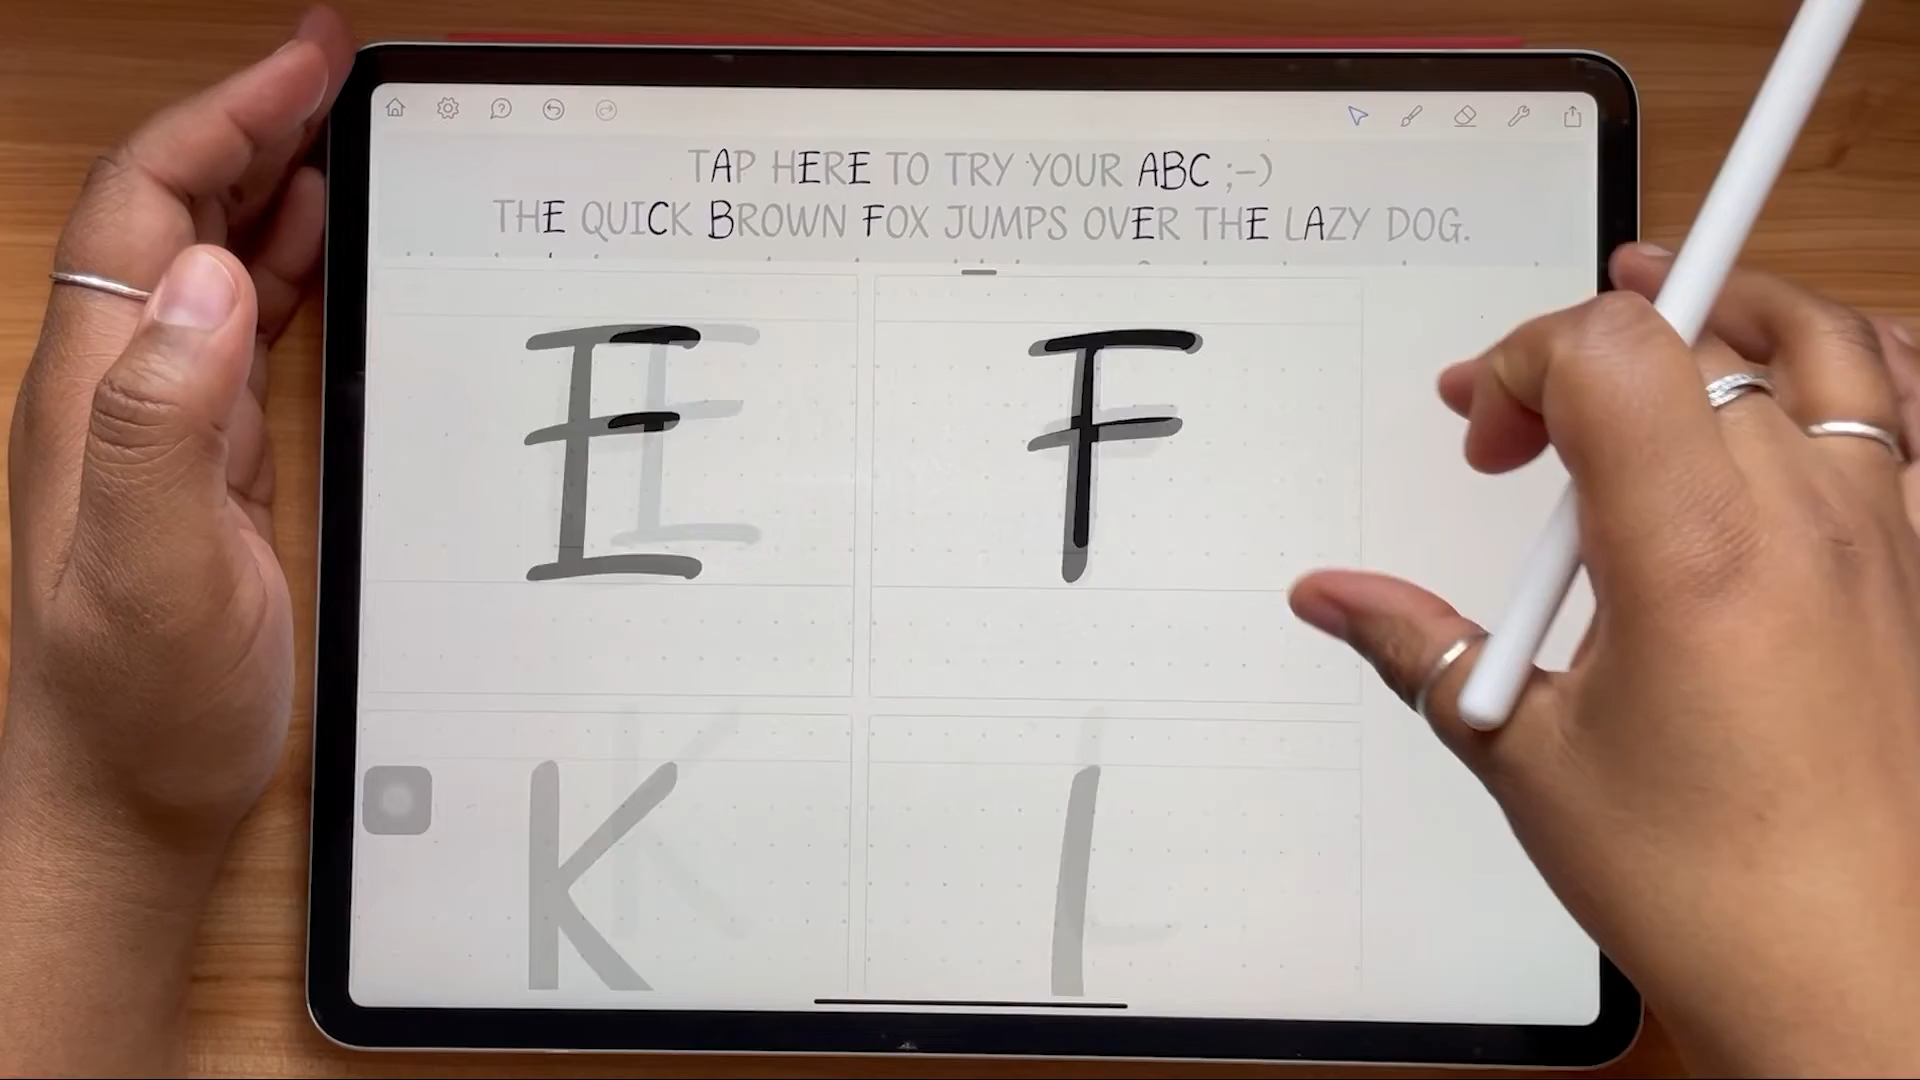 TAP HERE TO TRY YOUR ABC ;-)
THE QUICK BROWN FOX JUMPS OVER THE LAZY DOG.
E F
K